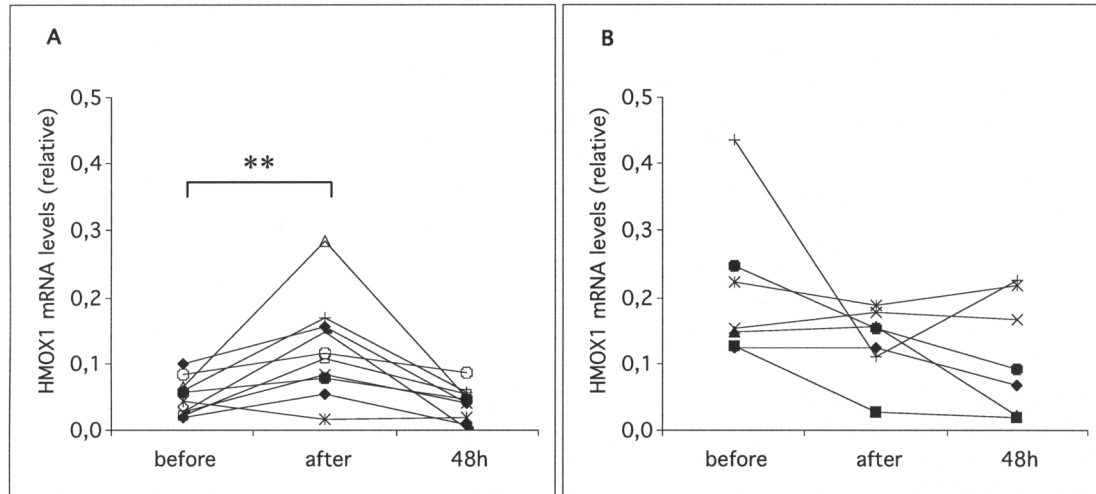 A
HMOX1 mRNA levels (relative)
0,5
0,4
0,3
0,2
0,1
0,0
**
before after 48h
B
HMOX1 mRNA levels (relative)
0,5
0,4
0,3
0,2
0,1
0,0
before after 48h